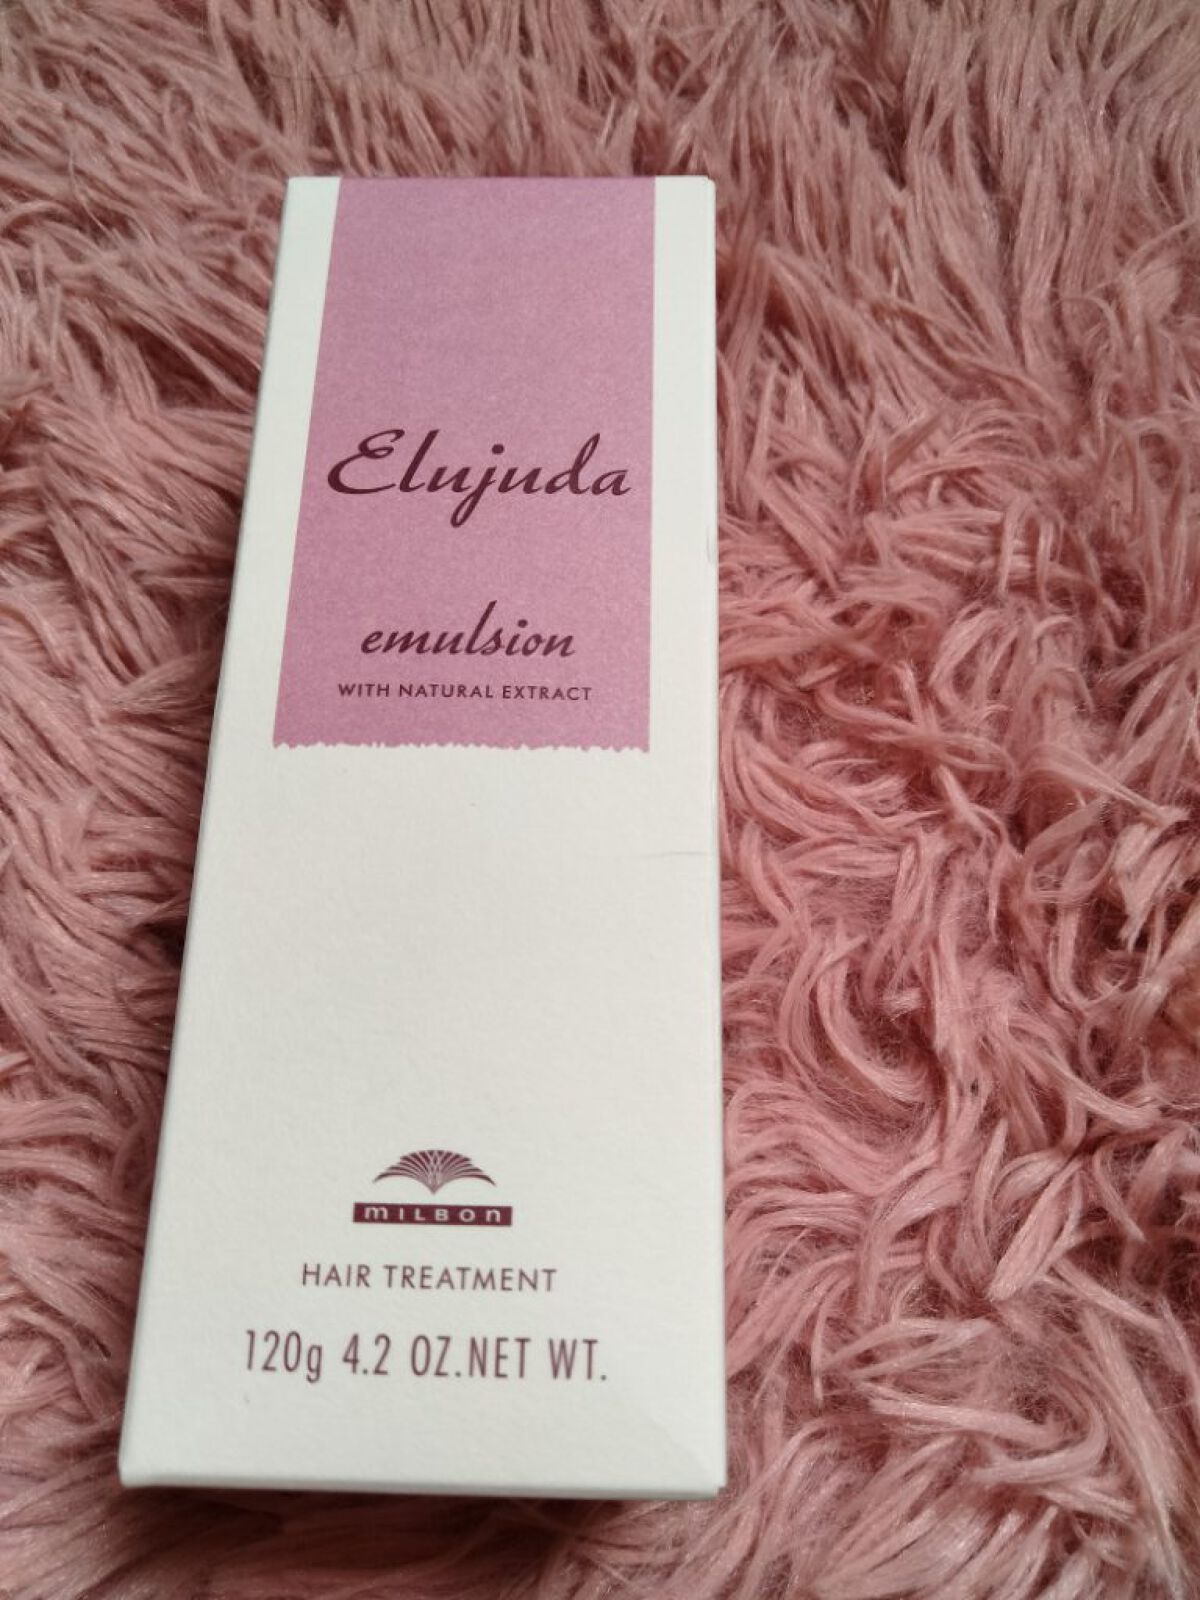 Elujuda
emulsion
WITH NATURAL EXTRACT
MILBON
HAIR TREATMENT
120g 4.2 OZ.NET WT.